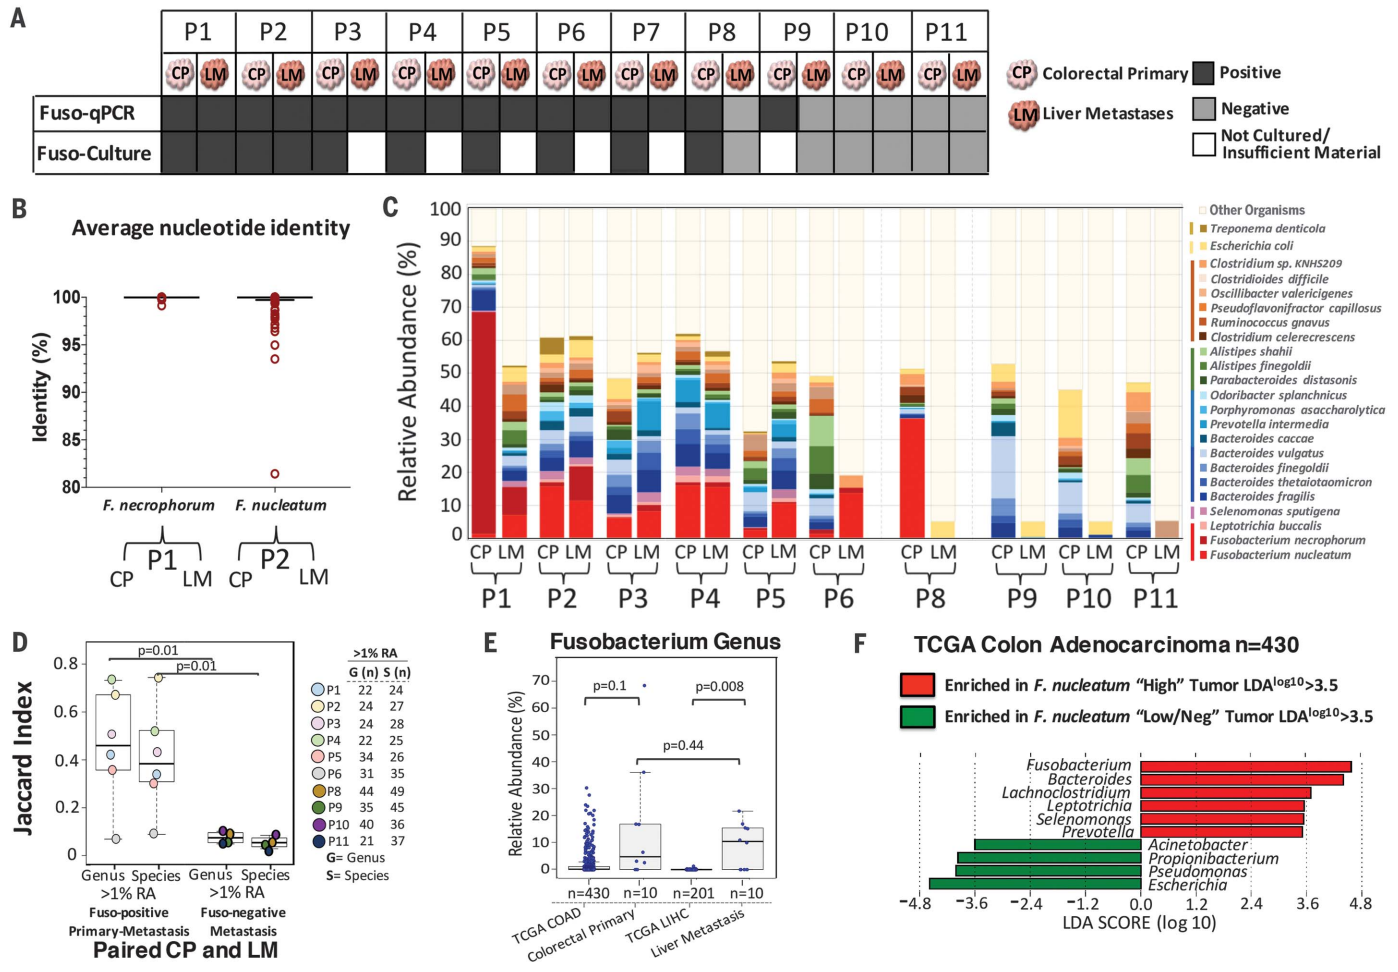 A
P1 P2 P3 P4 P5 P6 P7 P8 P9 P10 P11
CP LM CP LM CP LM CP LM CP LM CP LM CP LM CP LM CP LM CP LM CP LM
Fuso-qPCR
Fuso-Culture
CP Colorectal Primary
LM Liver Metastases
Positive
Negative
Not Cultured/
Insufficient Material
B
Average nucleotide identity
Identity (%)
100
95
90
85
80
F. necrophorum F. nucleatum
P1 P2
CP LM CP LM
C
Relative Abundance (%)
100
90
80
70
60
50
40
30
20
10
0
CP LM CP LM CP LM CP LM CP LM CP LM CP LM CP LM CP LM CP LM
P1 P2 P3 P4 P5 P6 P8 P9 P10 P11
Other Organisms
Treponema denticola
Escherichia coli
Clostridium sp. KNHS209
Clostridioides difficile
Oscillibacter valericigenes
Pseudoflavonifractor capillosus
Ruminococcus gnavus
Clostridium celerecrescens
Alistipes shahii
Alistipes finegoldii
Parabacteroides distasonis
Odoribacter splanchnicus
Porphyromonas asaccharolytica
Prevotella intermedia
Bacteroides caccae
Bacteroides vulgatus
Bacteroides finegoldii
Bacteroides thetaiotaomicron
Bacteroides fragilis
Selenomonas sputigena
Leptotrichia buccalis
Fusobacterium necrophorum
Fusobacterium nucleatum
D
Jaccard Index
0.8
0.6
0.4
0.2
0
p=0.01
p=0.01
Genus Species Genus Species
>1% RA >1% RA
Fuso-positive Fuso-negative
Primary-Metastasis Metastasis
Paired CP and LM
>1% RA
G (n) S (n)
P1 22 24
P2 24 27
P3 24 28
P4 22 25
P5 34 26
P6 31 35
P8 44 49
P9 35 45
P10 40 36
P11 21 37
G= Genus
S= Species
E
Fusobacterium Genus
Relative Abundance (%)
70
60
50
40
30
20
10
0
p=0.1
p=0.008
p=0.44
n=430 n=10 n=201 n=10
TCGA COAD
Colorectal Primary
TCGA LIHC
Liver Metastasis
F
TCGA Colon Adenocarcinoma n=430
Enriched in F. nucleatum “High” Tumor LDAlog10>3.5
Enriched in F. nucleatum “Low/Neg” Tumor LDAlog10>3.5
Fusobacterium
Bacteroides
Lachnoclostridium
Leptotrichia
Selenomonas
Prevotella
Acinetobacter
Propionibacterium
Pseudomonas
Escherichia
−4.8 −3.6 −2.4 −1.2 0.0 1.2 2.4 3.6 4.8
LDA SCORE (log 10)